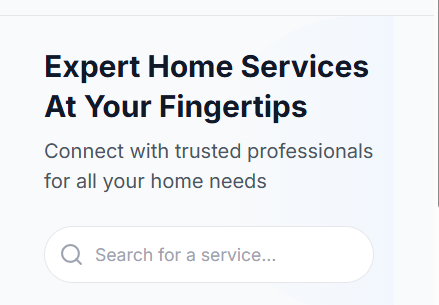 Expert Home Services
At Your Fingertips
Connect with trusted professionals
for all your home needs
Search for a service...